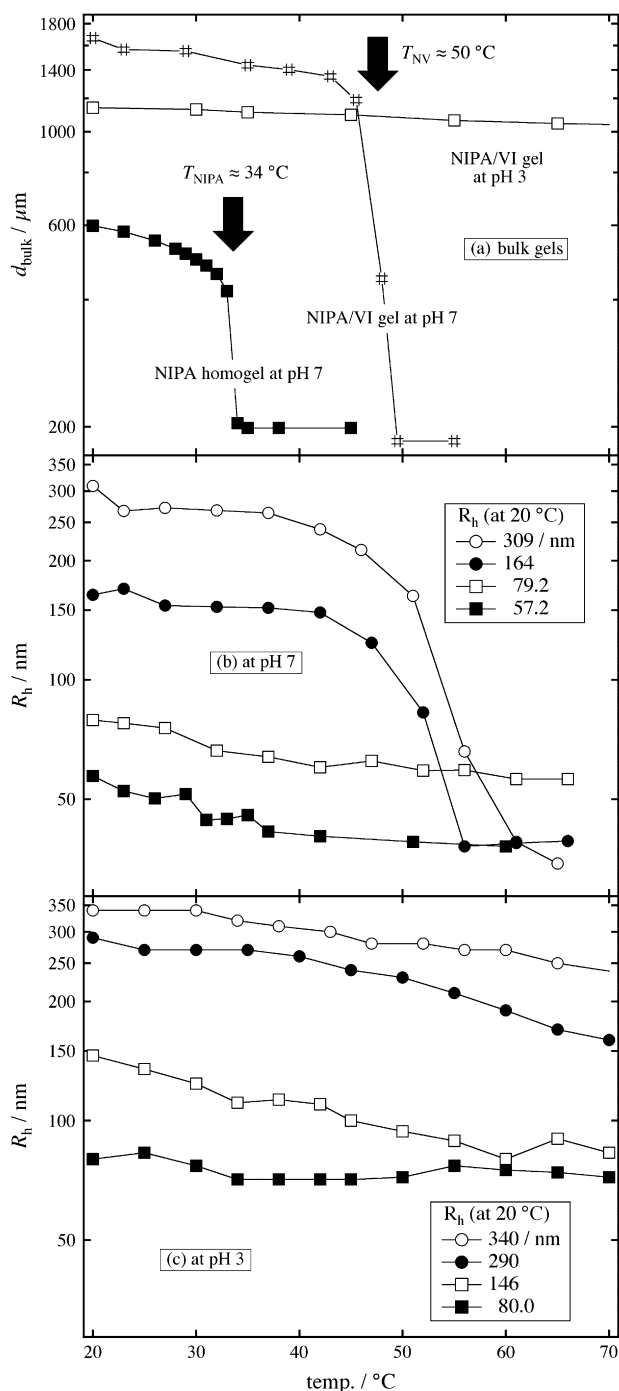 1800
1400
1000
600
200
d_bulk / µm
T_NV ≈ 50 °C
T_NIPA ≈ 34 °C
NIPA/VI gel
at pH 3
(a) bulk gels
NIPA/VI gel at pH 7
NIPA homogel at pH 7
350
300
250
200
150
100
50
R_h / nm
R_h (at 20 °C)
309 / nm
164
79.2
57.2
(b) at pH 7
350
300
250
200
150
100
50
R_h / nm
R_h (at 20 °C)
340 / nm
290
146
80.0
(c) at pH 3
20 30 40 50 60 70
temp. / °C